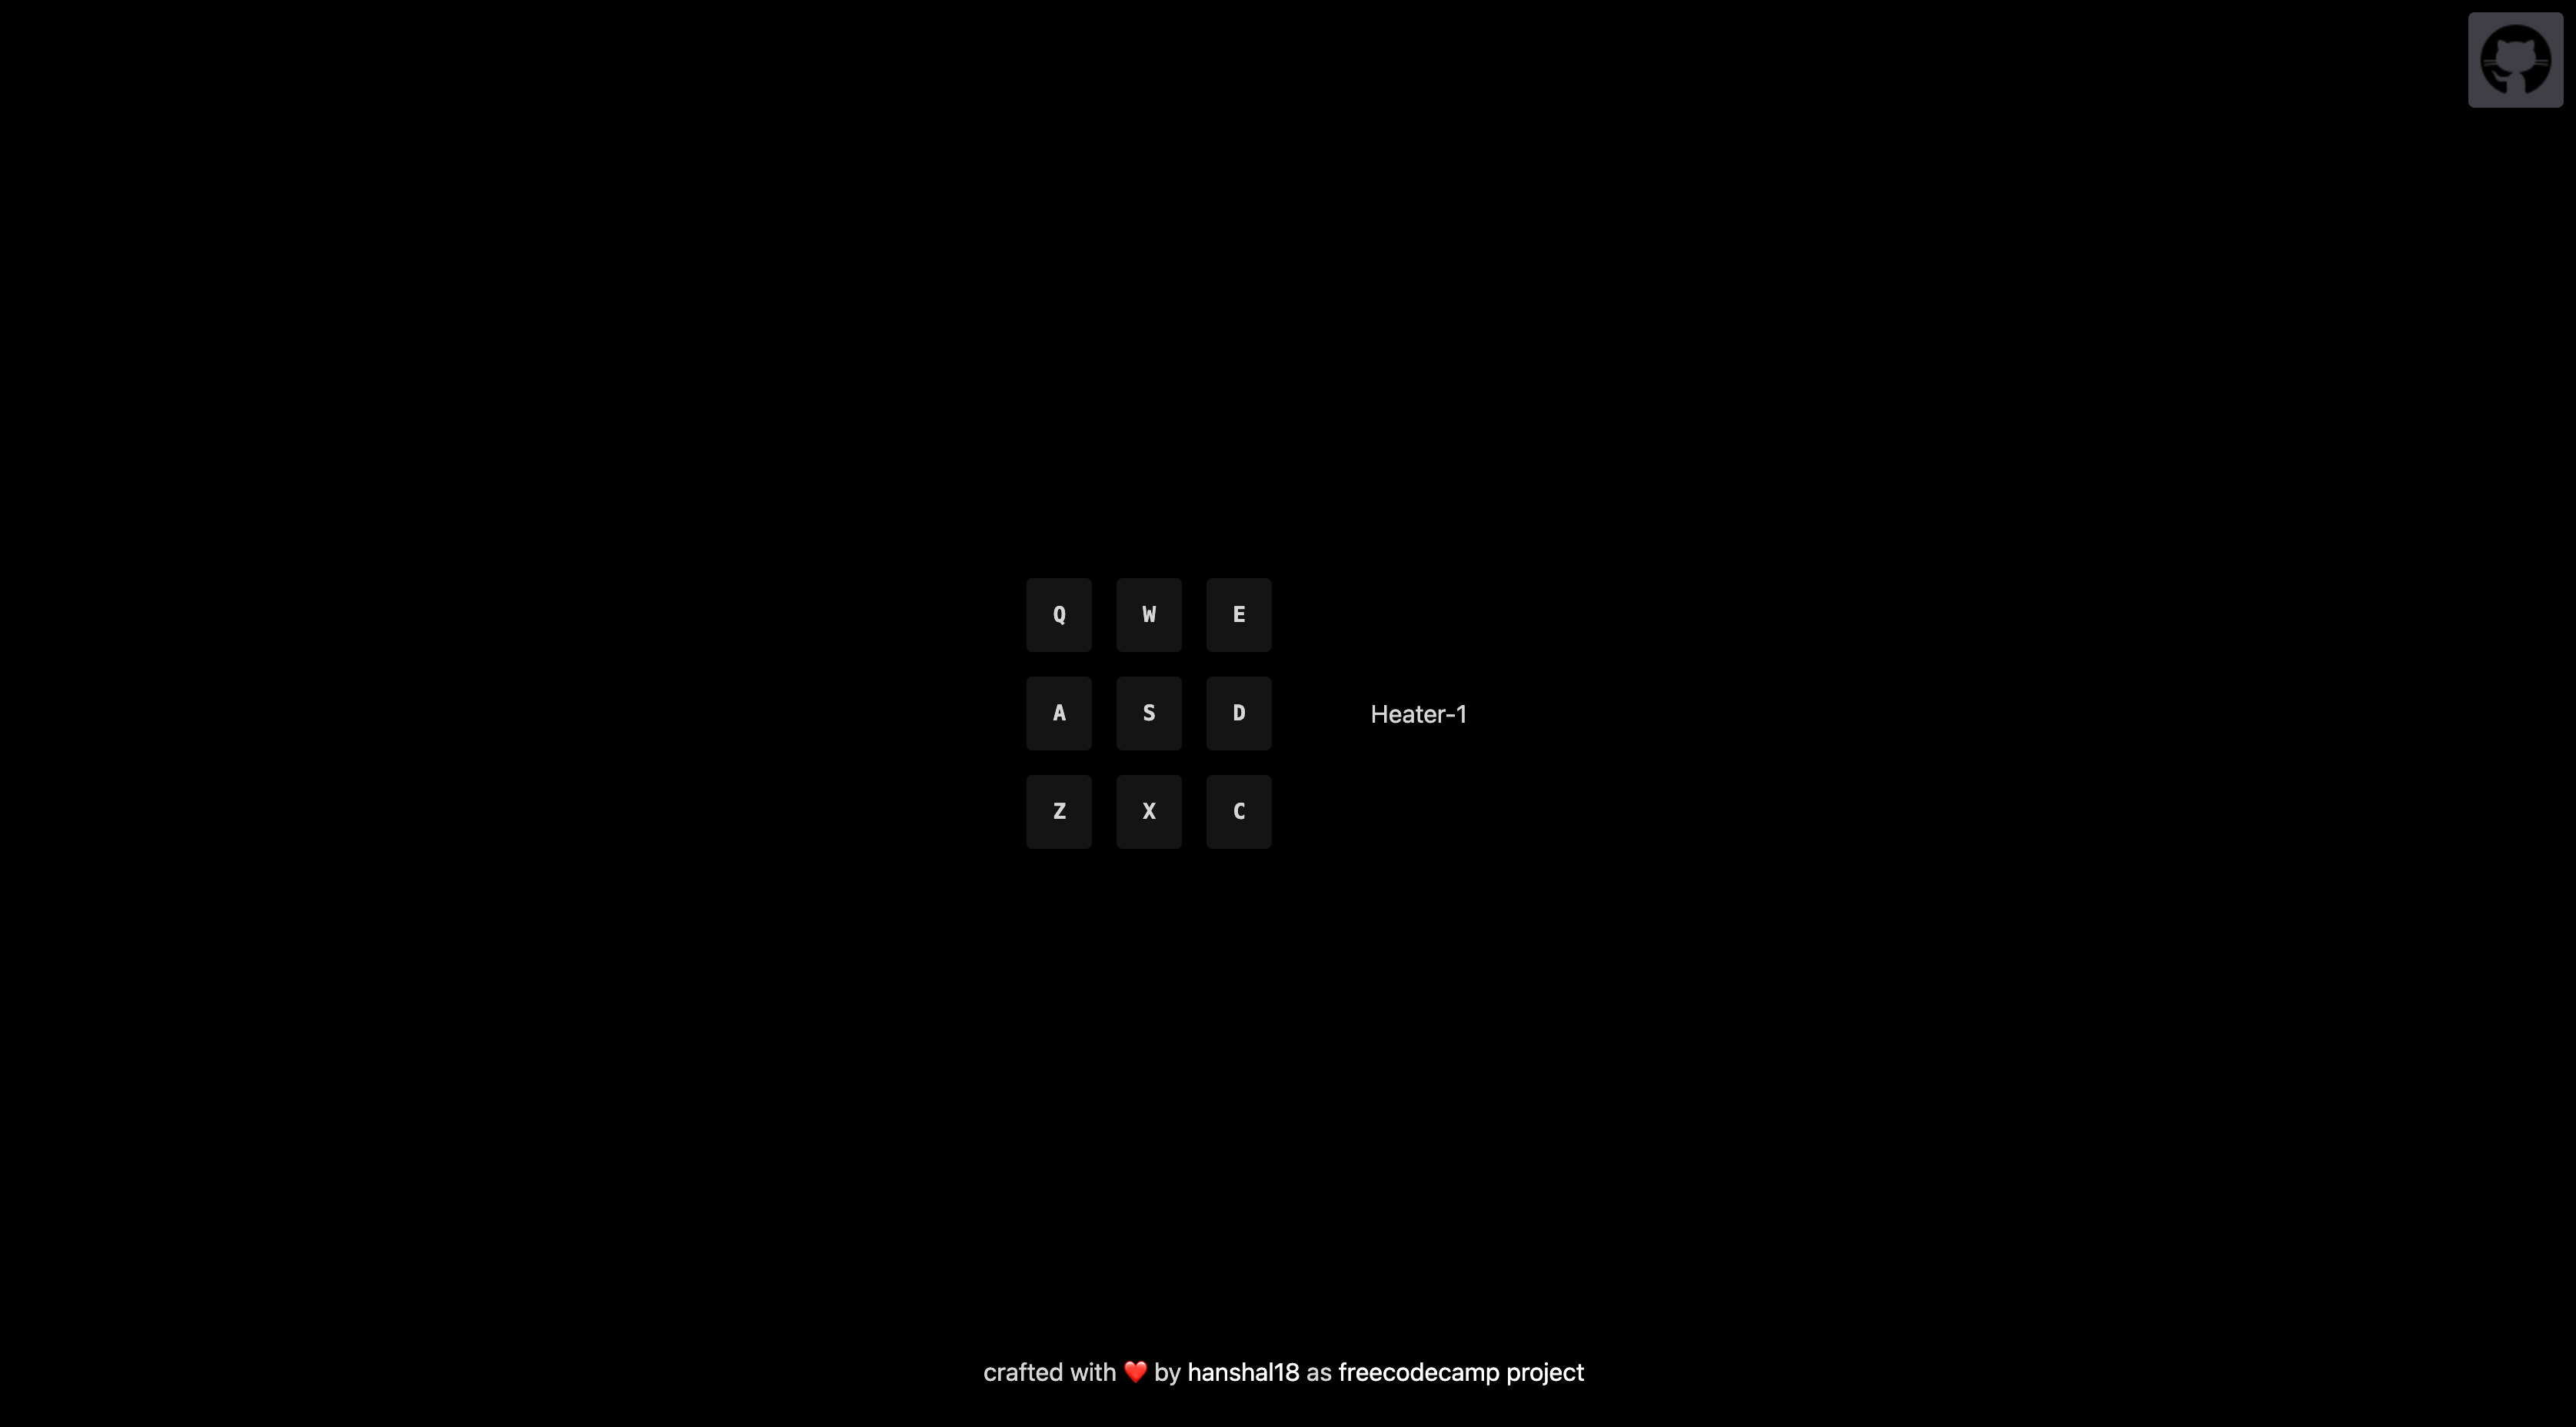 Q W E
A S D
Heater-1
Z X C
crafted with ❤️ by hanshal18 as freecodecamp project